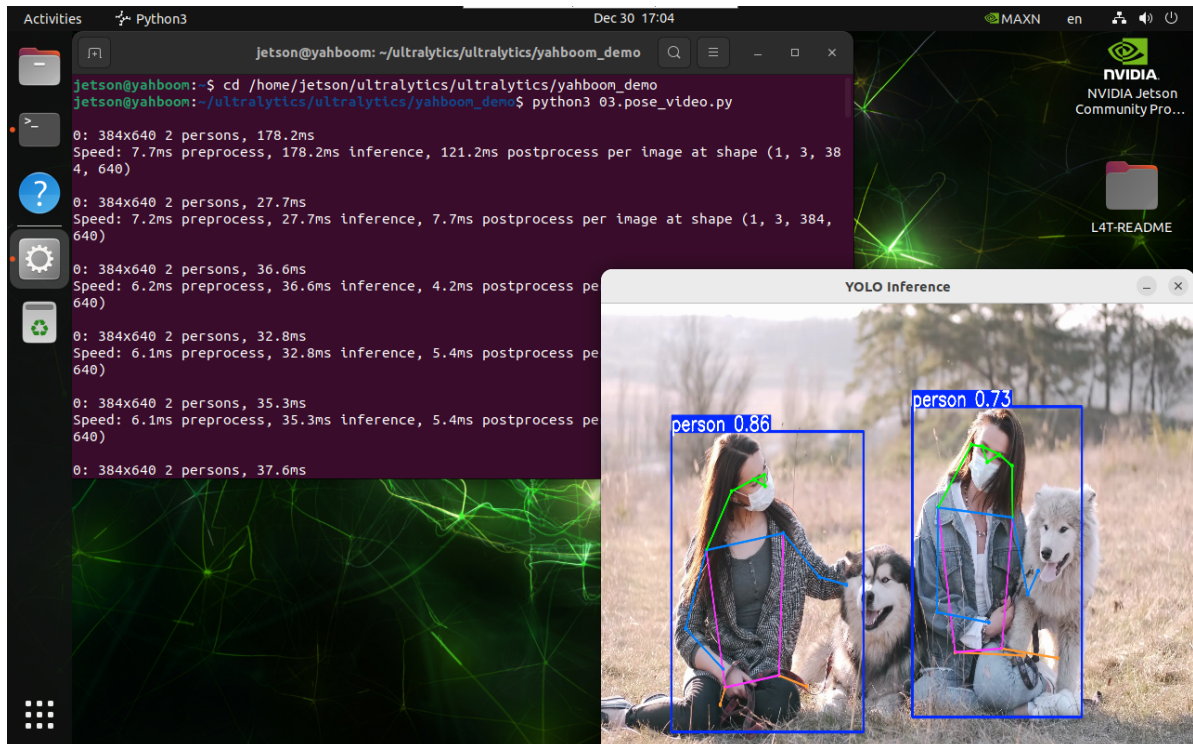 Activities
Python3
Dec 30 17:04
MAXN
en
jetson@yahboom: ~/ultralytics/ultralytics/yahboom_demo
jetson@yahboom:~$ cd /home/jetson/ultralytics/ultralytics/yahboom_demo
jetson@yahboom:~/ultralytics/ultralytics/yahboom_demo$ python3 03.pose_video.py
0: 384x640 2 persons, 178.2ms
Speed: 7.7ms preprocess, 178.2ms inference, 121.2ms postprocess per image at shape (1, 3, 38
4, 640)
0: 384x640 2 persons, 27.7ms
Speed: 7.2ms preprocess, 27.7ms inference, 7.7ms postprocess per image at shape (1, 3, 384,
640)
0: 384x640 2 persons, 36.6ms
Speed: 6.2ms preprocess, 36.6ms inference, 4.2ms postprocess pe
640)
0: 384x640 2 persons, 32.8ms
Speed: 6.1ms preprocess, 32.8ms inference, 5.4ms postprocess pe
640)
0: 384x640 2 persons, 35.3ms
Speed: 6.1ms preprocess, 35.3ms inference, 5.4ms postprocess pe
640)
0: 384x640 2 persons, 37.6ms
NVIDIA.
NVIDIA Jetson
Community Pro...
L4T-README
YOLO Inference
person 0.86
person 0.73